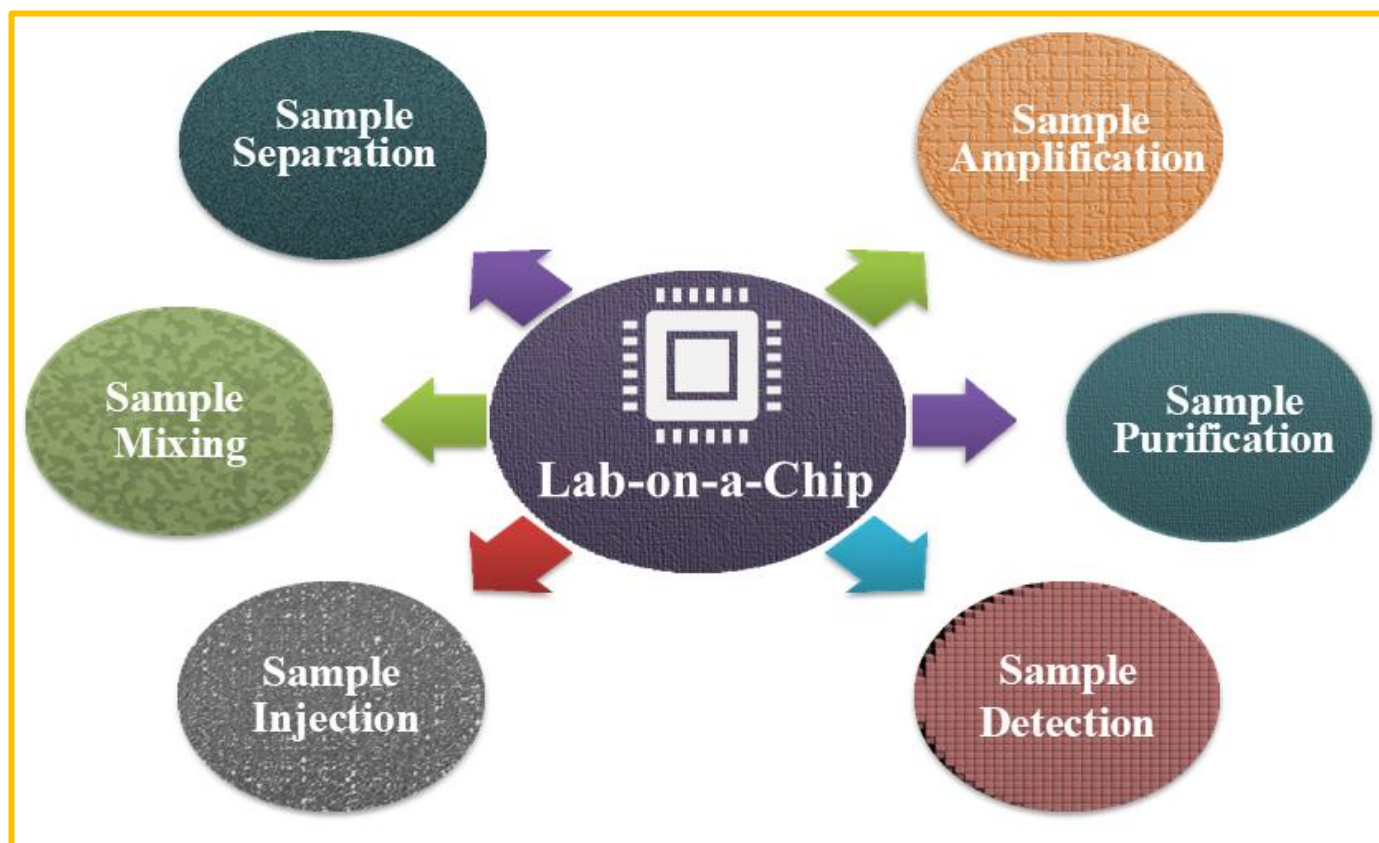 Sample
Separation
Sample
Amplification
Sample
Mixing
Lab-on-a-Chip
Sample
Purification
Sample
Injection
Sample
Detection